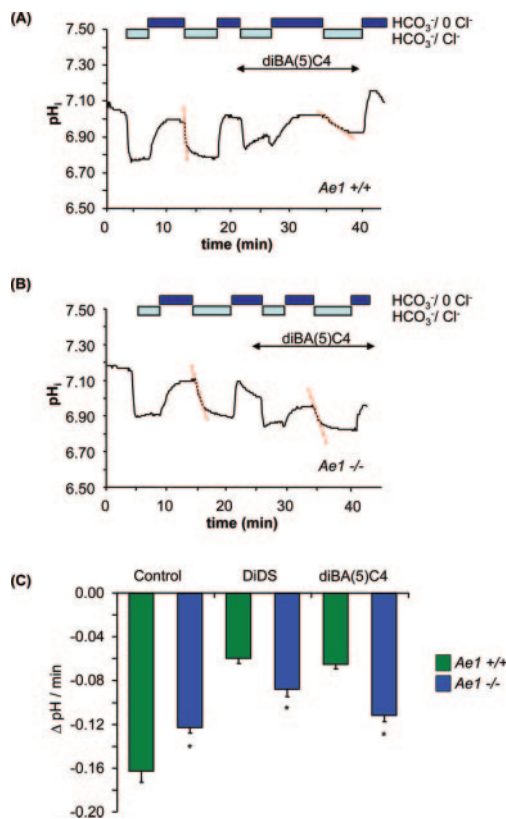 (A)
HCO₃⁻/ 0 Cl⁻
HCO₃⁻/ Cl⁻
diBA(5)C4
7.50
7.30
7.10
6.90
6.70
6.50
pHᵢ
Ae1 +/+
0 10 20 30 40
time (min)
(B)
HCO₃⁻/ 0 Cl⁻
HCO₃⁻/ Cl⁻
diBA(5)C4
7.50
7.30
7.10
6.90
6.70
6.50
pHᵢ
Ae1 -/-
0 10 20 30 40
time (min)
(C)
Control DiDS diBA(5)C4
0.00
-0.04
-0.08
-0.12
-0.16
-0.20
Δ pH / min
* * *
Ae1 +/+
Ae1 -/-